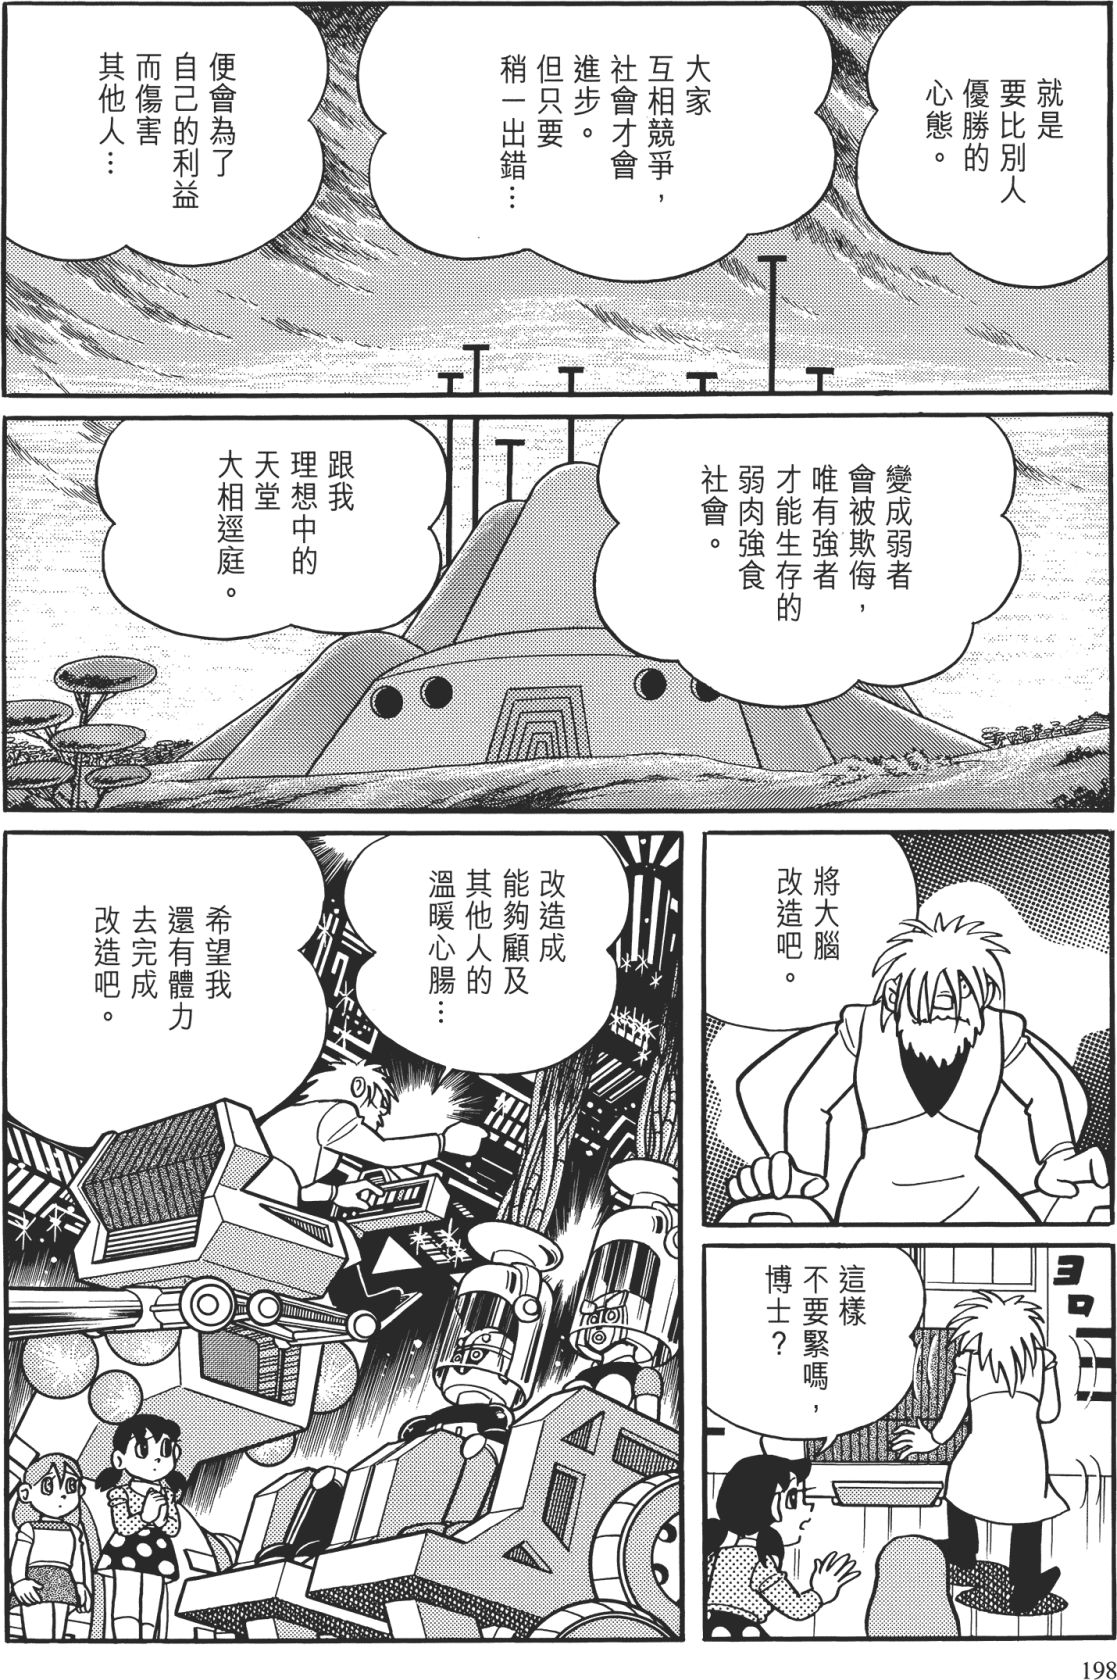 就是
要比別人
優勝的
心態。
大家
互相競爭，
社會才會
進步。
但只要
稍一出錯…
便會為了
自己的利益
而傷害
其他人…
變成弱者
會被欺侮，
唯有強者
才能生存的
弱肉強食
社會。
跟我
理想中的
天堂
大相逕庭。
將大腦
改造吧。
改造成
能夠顧及
其他人的
溫暖心腸…
希望我
還有體力
去完成
改造吧。
ヨロ
這樣
不要緊嗎，
博士？
198